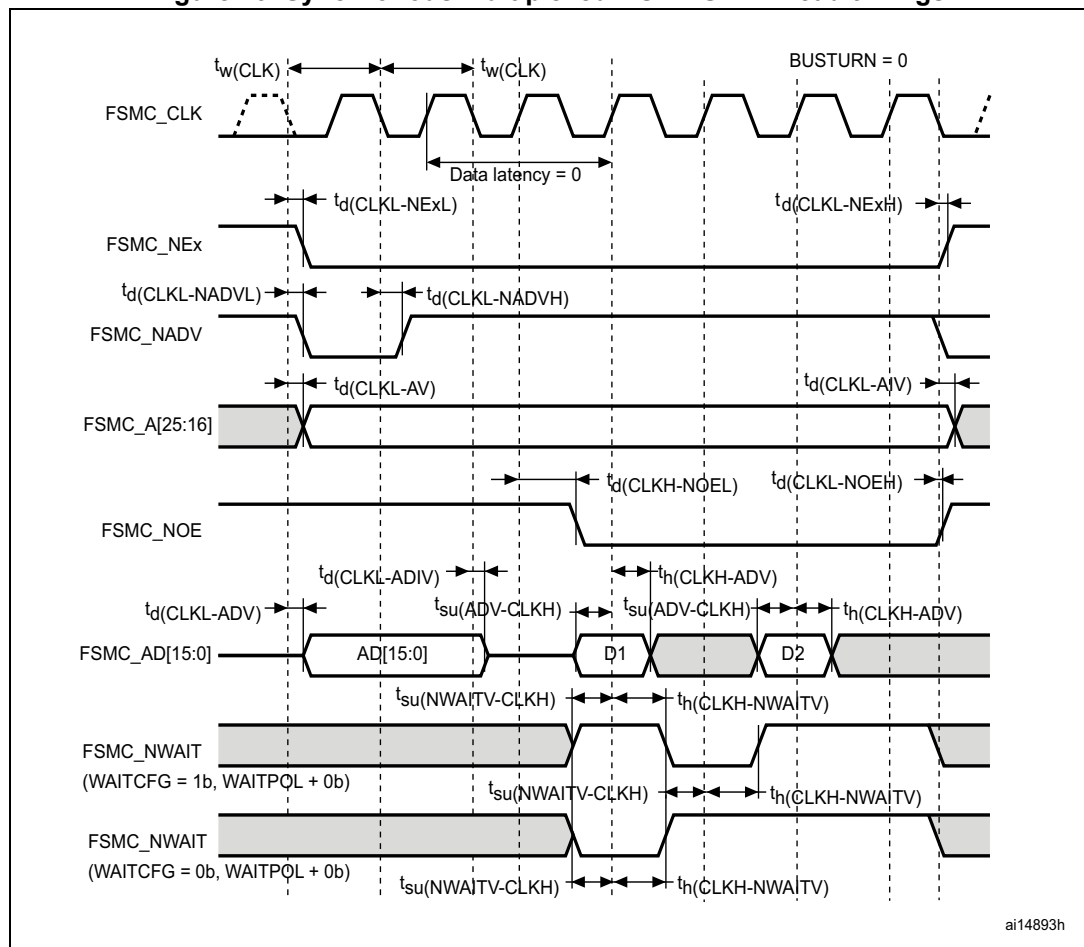 BUSTURN = 0
tw(CLK)
tw(CLK)
FSMC_CLK
Data latency = 0
td(CLKL-NExL)
td(CLKL-NExH)
FSMC_NEx
td(CLKL-NADVL)
td(CLKL-NADVH)
FSMC_NADV
td(CLKL-AV)
td(CLKL-AIV)
FSMC_A[25:16]
td(CLKH-NOEL)
td(CLKL-NOEH)
FSMC_NOE
td(CLKL-ADIV)
th(CLKH-ADV)
td(CLKL-ADV)
tsu(ADV-CLKH)
tsu(ADV-CLKH)
th(CLKH-ADV)
FSMC_AD[15:0]
AD[15:0]
D1
D2
tsu(NWAITV-CLKH)
th(CLKH-NWAITV)
FSMC_NWAIT
(WAITCFG = 1b, WAITPOL + 0b)
tsu(NWAITV-CLKH)
th(CLKH-NWAITV)
FSMC_NWAIT
(WAITCFG = 0b, WAITPOL + 0b)
tsu(NWAITV-CLKH)
th(CLKH-NWAITV)
ai14893h